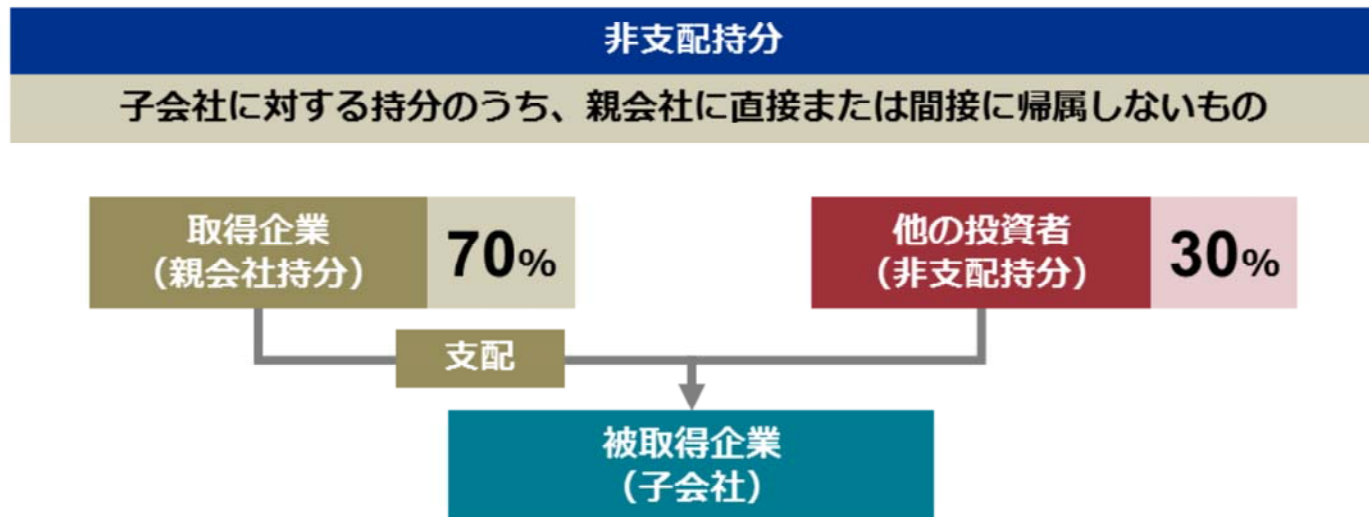 非支配持分
子会社に対する持分のうち、親会社に直接または間接に帰属しないもの
取得企業
（親会社持分）
70%
他の投資者
（非支配持分）
30%
支配
被取得企業
（子会社）